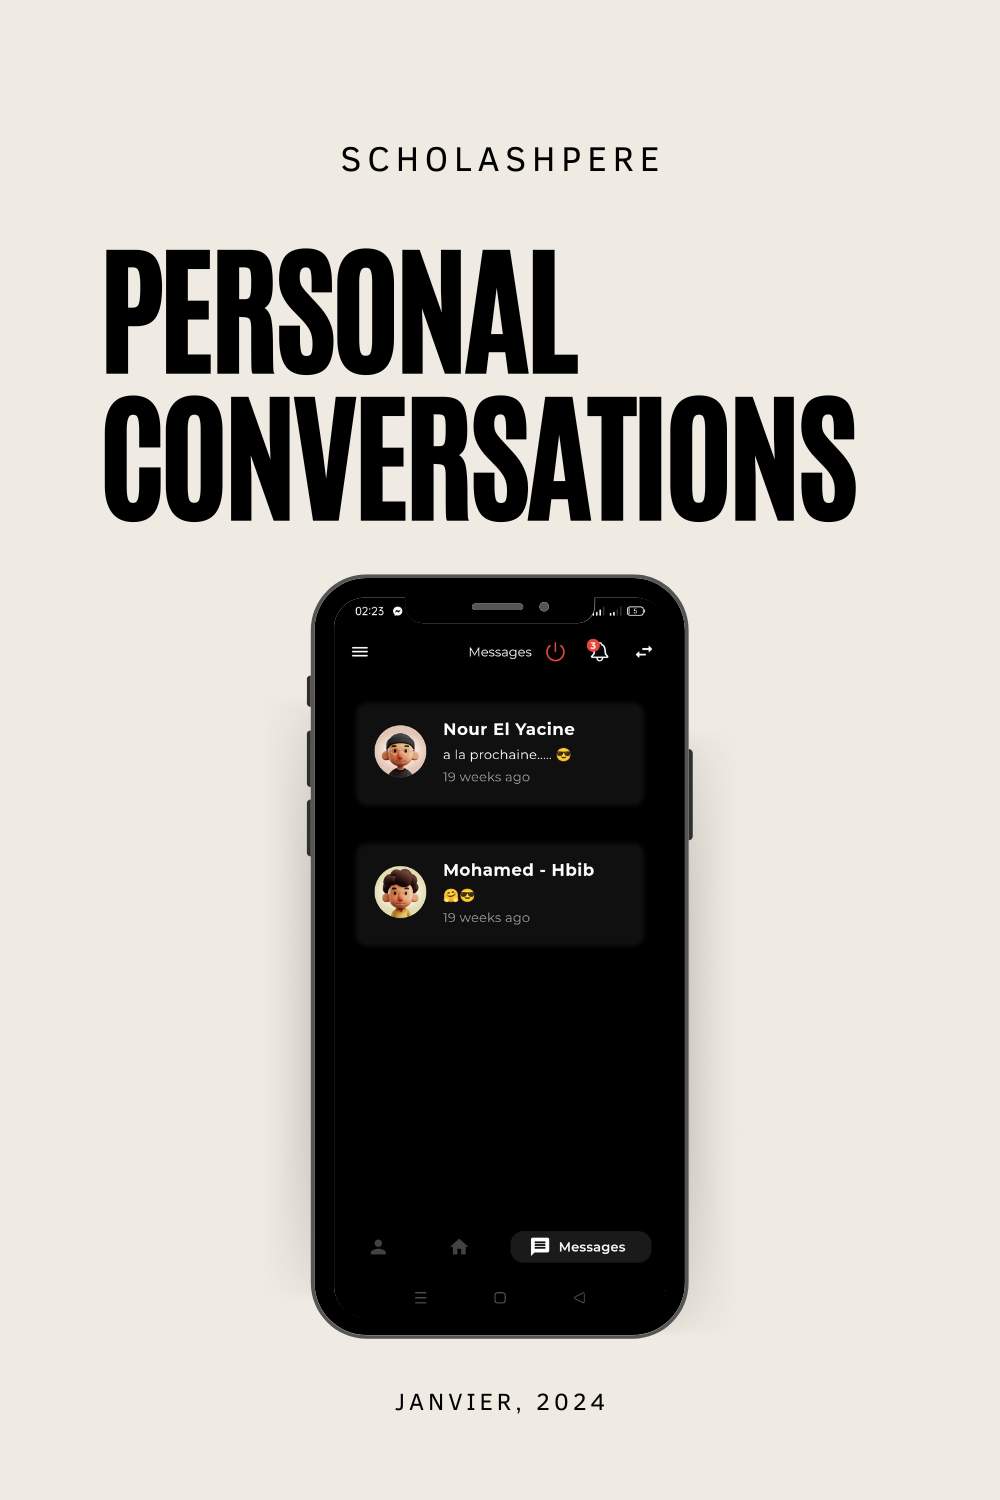 SCHOLASHPERE
PERSONAL
CONVERSATIONS
02:23
5
Messages
3
Nour El Yacine
a la prochaine..... 😎
19 weeks ago
Mohamed - Hbib
🤗😎
19 weeks ago
Messages
JANVIER, 2024